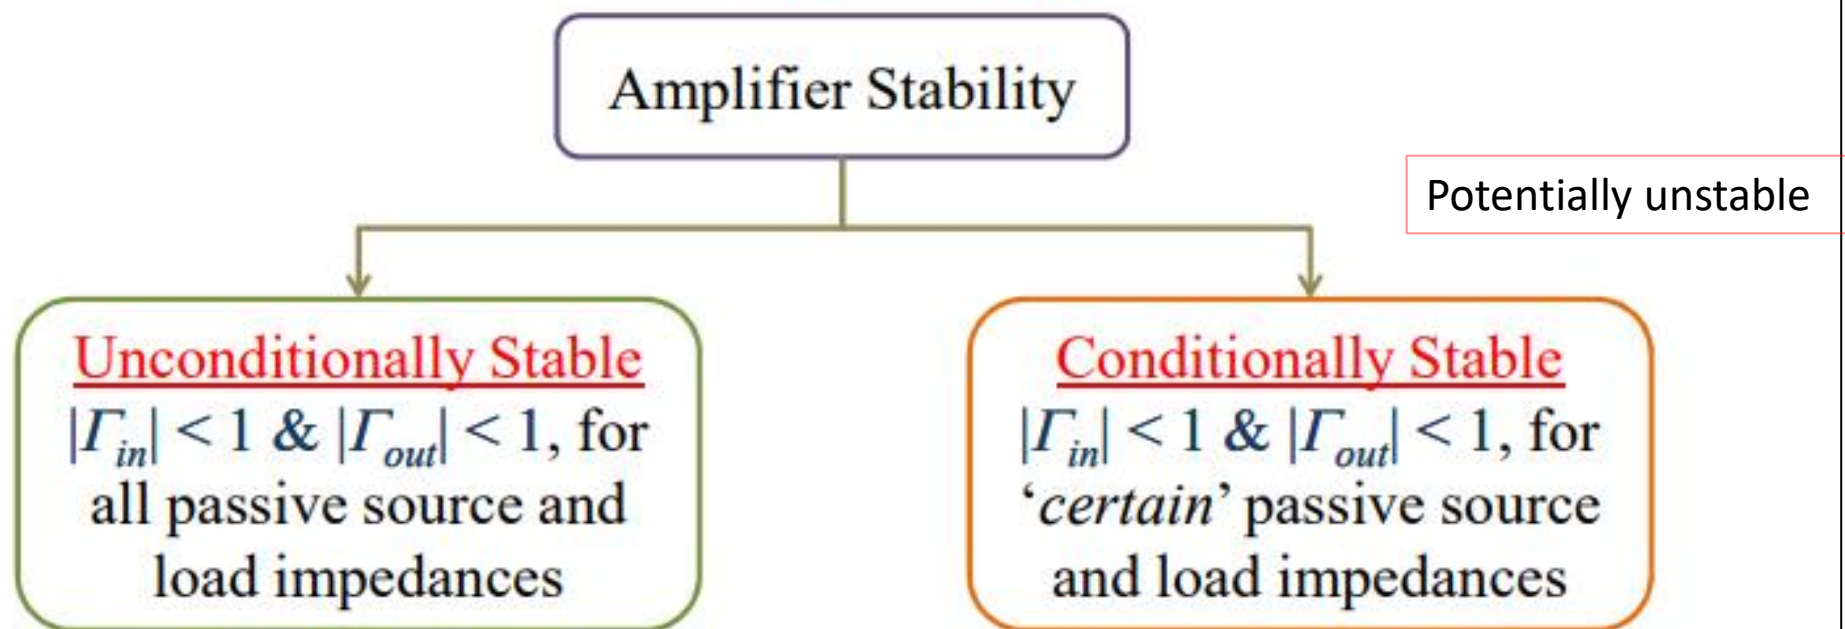 Amplifier Stability
Potentially unstable
Unconditionally Stable
|Γin| < 1 & |Γout| < 1, for
all passive source and
load impedances
Conditionally Stable
|Γin| < 1 & |Γout| < 1, for
‘certain’ passive source
and load impedances